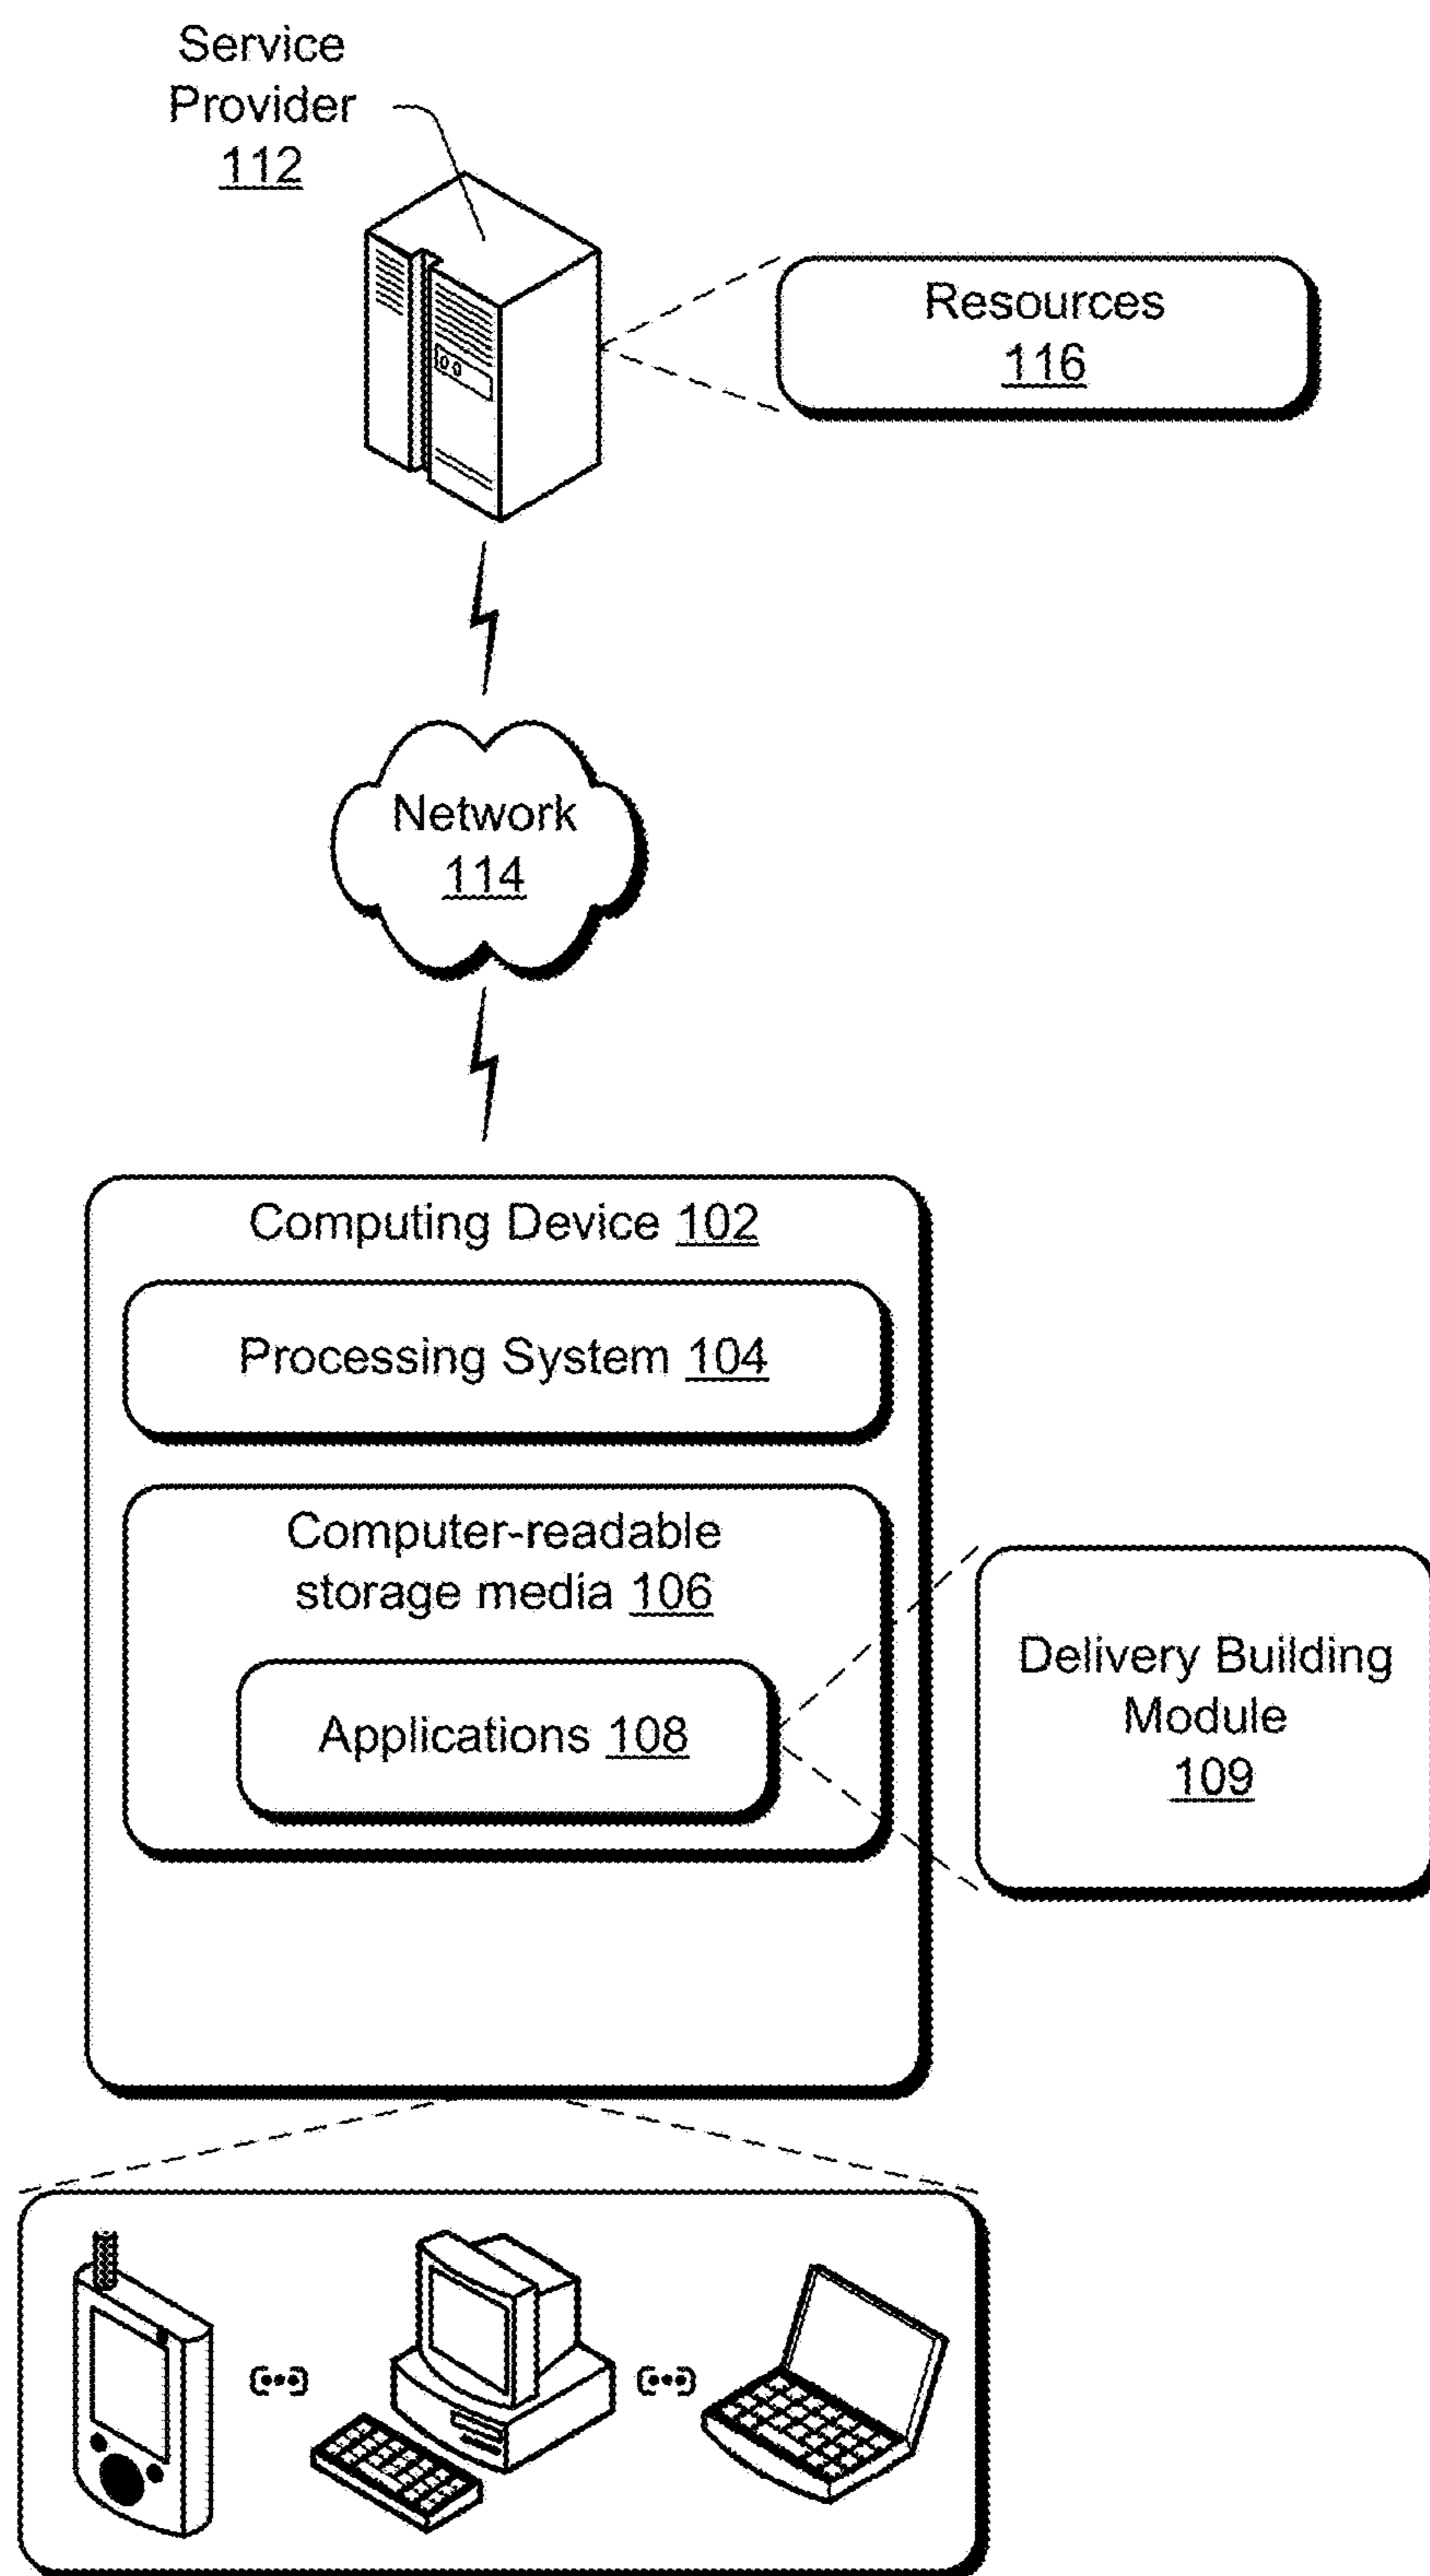 Service
Provider
112
Resources
116
Network
114
Computing Device 102
Processing System 104
Computer-readable
storage media 106
Applications 108
Delivery Building
Module
109